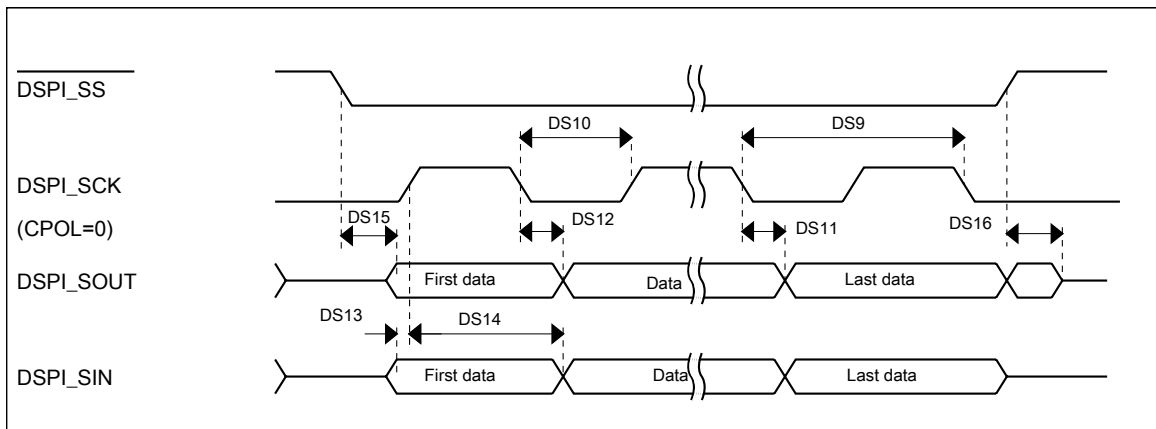 DSPI_SS
DS10
DS9
DSPI_SCK
(CPOL=0)
DS15
DS12
DS11
DS16
DSPI_SOUT
First data
Data
Last data
DS13
DS14
DSPI_SIN
First data
Data
Last data